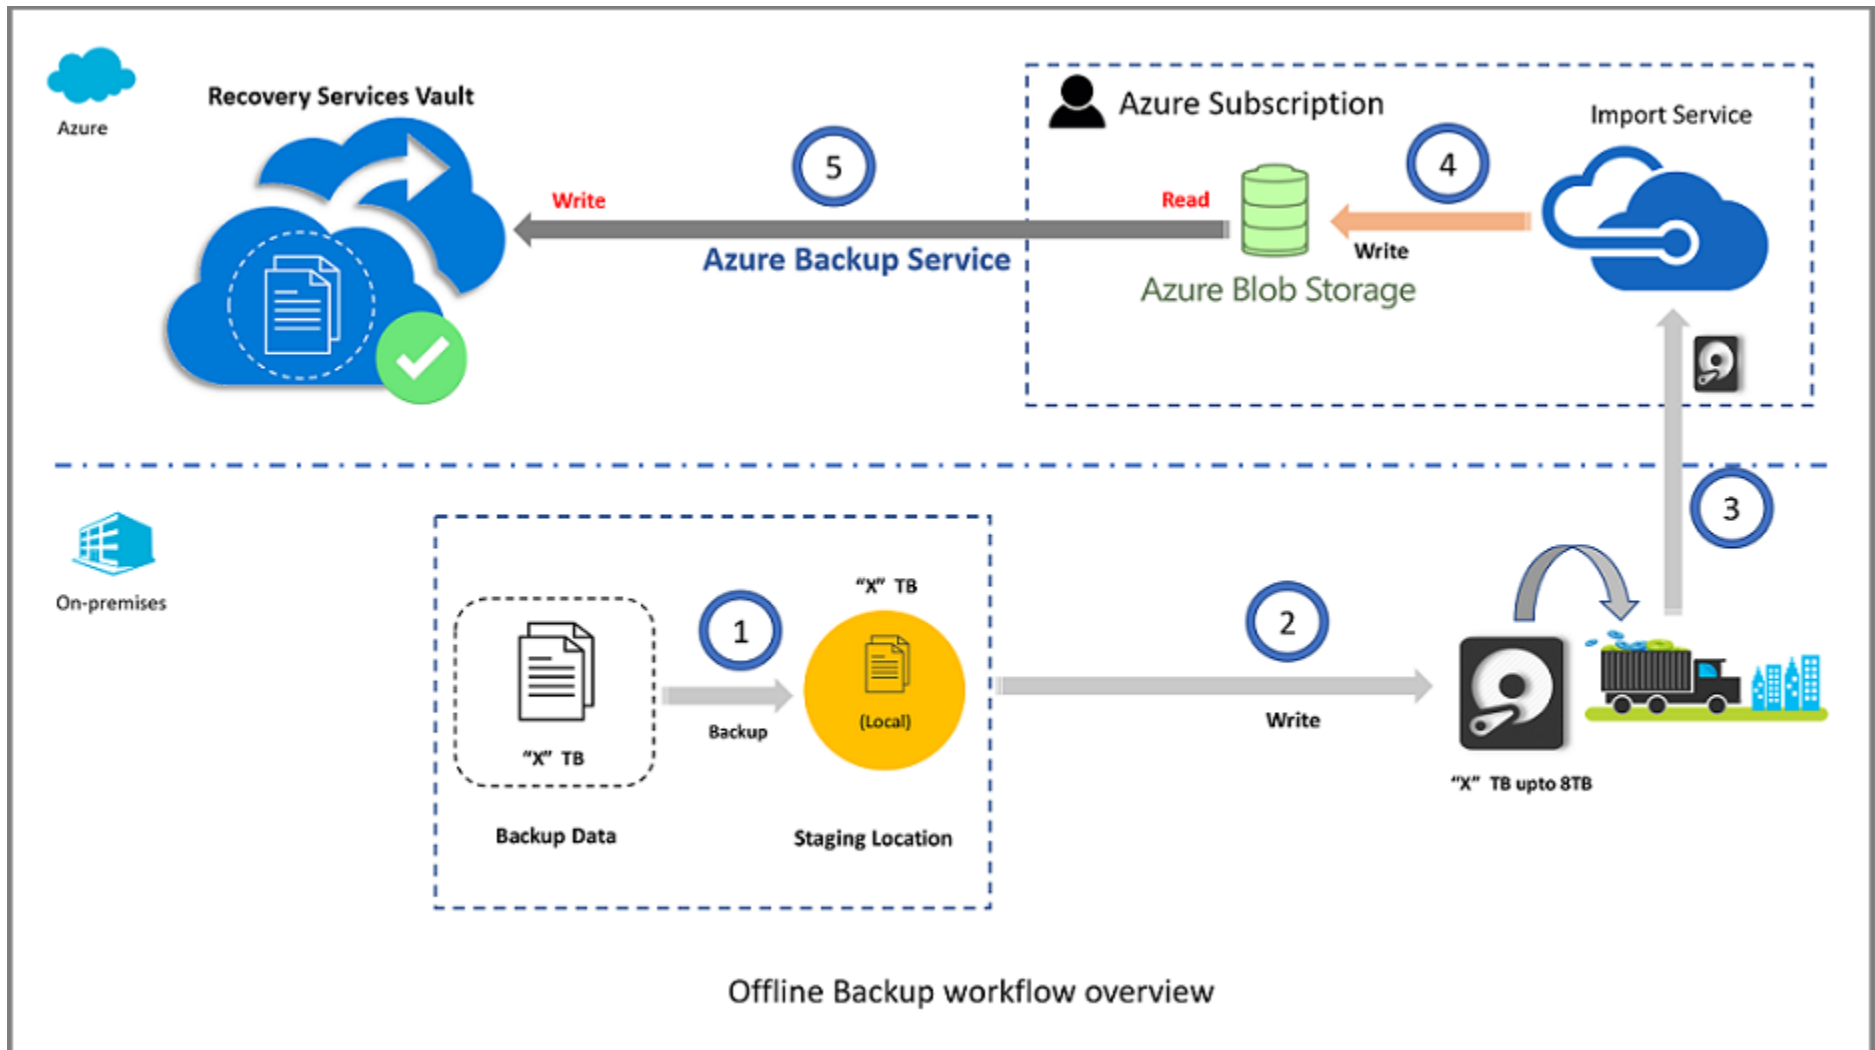 Azure
Recovery Services Vault
5
Write
Read
Azure Backup Service
Azure Subscription
Import Service
4
Write
Azure Blob Storage
3
On-premises
"X" TB
Backup Data
1
Backup
"X" TB
(Local)
Staging Location
2
Write
"X" TB upto 8TB
Offline Backup workflow overview